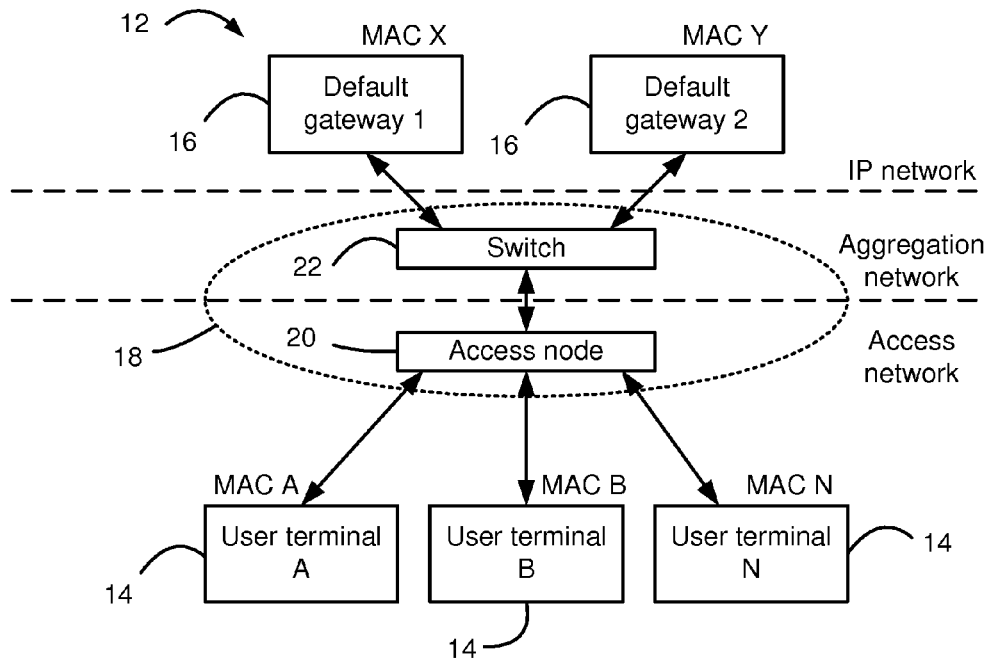 12
MAC X
MAC Y
Default
gateway 1
Default
gateway 2
16
16
IP network
Switch
22
Aggregation
network
20
Access node
18
Access
network
MAC A
MAC B
MAC N
User terminal
A
User terminal
B
User terminal
N
14
14
14